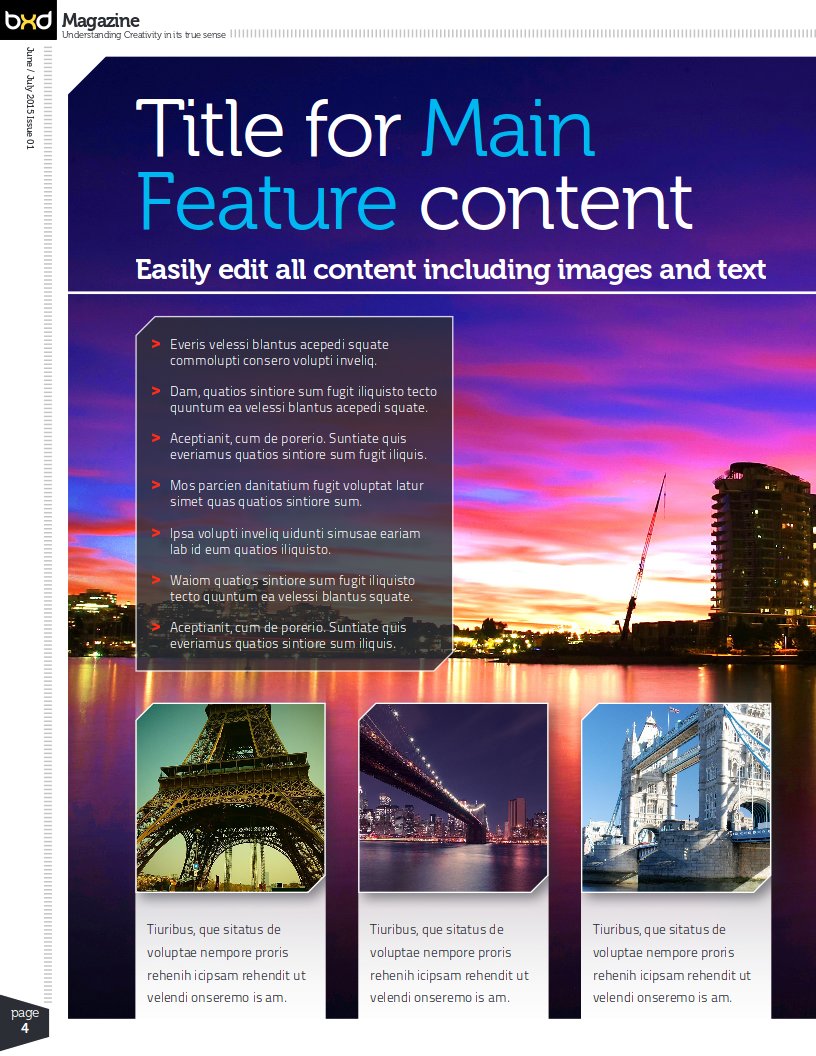 bxd Magazine
Understanding Creativity in its true sense
June / July 2015 Issue 01
Title for Main
Feature content
Easily edit all content including images and text
> Everis velessi blantus acepedi squate
commolupti consero volupti inveliq.
> Dam, quatios sintiore sum fugit iliquisto tecto
quuntum ea velessi blantus acepedi squate.
> Aceptianit, cum de porerio. Suntiate quis
everiamus quatios sintiore sum fugit iliquis.
> Mos parcien danitatium fugit voluptat latur
simet quas quatios sintiore sum.
> Ipsa volupti inveliq uidunti simusae eariam
lab id eum quatios iliquisto.
> Waiom quatios sintiore sum fugit iliquisto
tecto quuntum ea velessi blantus squate.
> Aceptianit, cum de porerio. Suntiate quis
everiamus quatios sintiore sum iliquis.
Tiuribus, que sitatus de
voluptae nempore proris
rehenih icipsam rehendit ut
velendi onseremo is am.
Tiuribus, que sitatus de
voluptae nempore proris
rehenih icipsam rehendit ut
velendi onseremo is am.
Tiuribus, que sitatus de
voluptae nempore proris
rehenih icipsam rehendit ut
velendi onseremo is am.
page
4